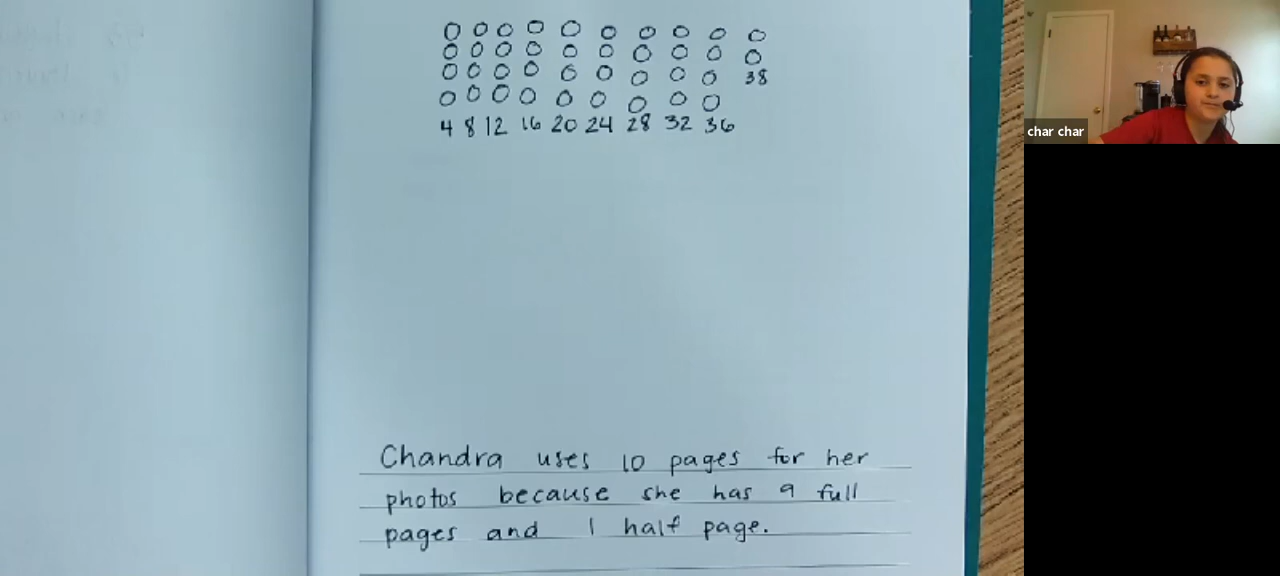 38
4 8 12 16 20 24 28 32 36
char char
Chandra uses 10 pages for her
photos because she has 9 full
pages and 1 half page.